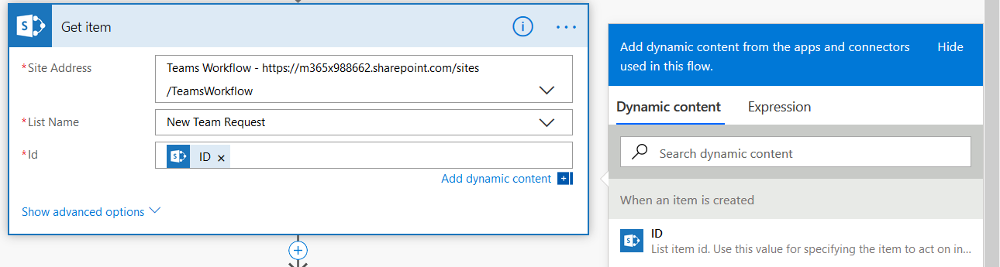 Get item
*Site Address
Teams Workflow - https://m365x988662.sharepoint.com/sites
/TeamsWorkflow
*List Name
New Team Request
*Id
ID ×
Add dynamic content
Show advanced options
Add dynamic content from the apps and connectors
used in this flow.
Hide
Dynamic content
Expression
Search dynamic content
When an item is created
ID
List item id. Use this value for specifying the item to act on in...